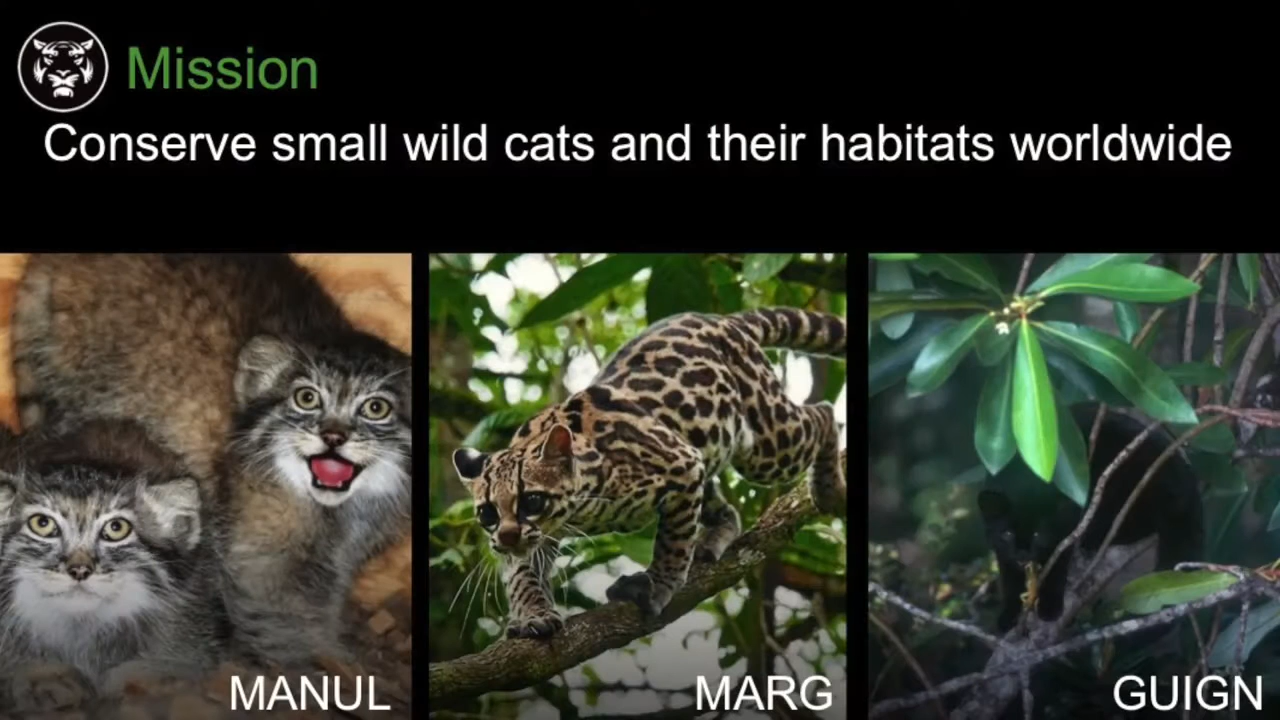 Mission
Conserve small wild cats and their habitats worldwide
MANUL
MARG
GUIGN